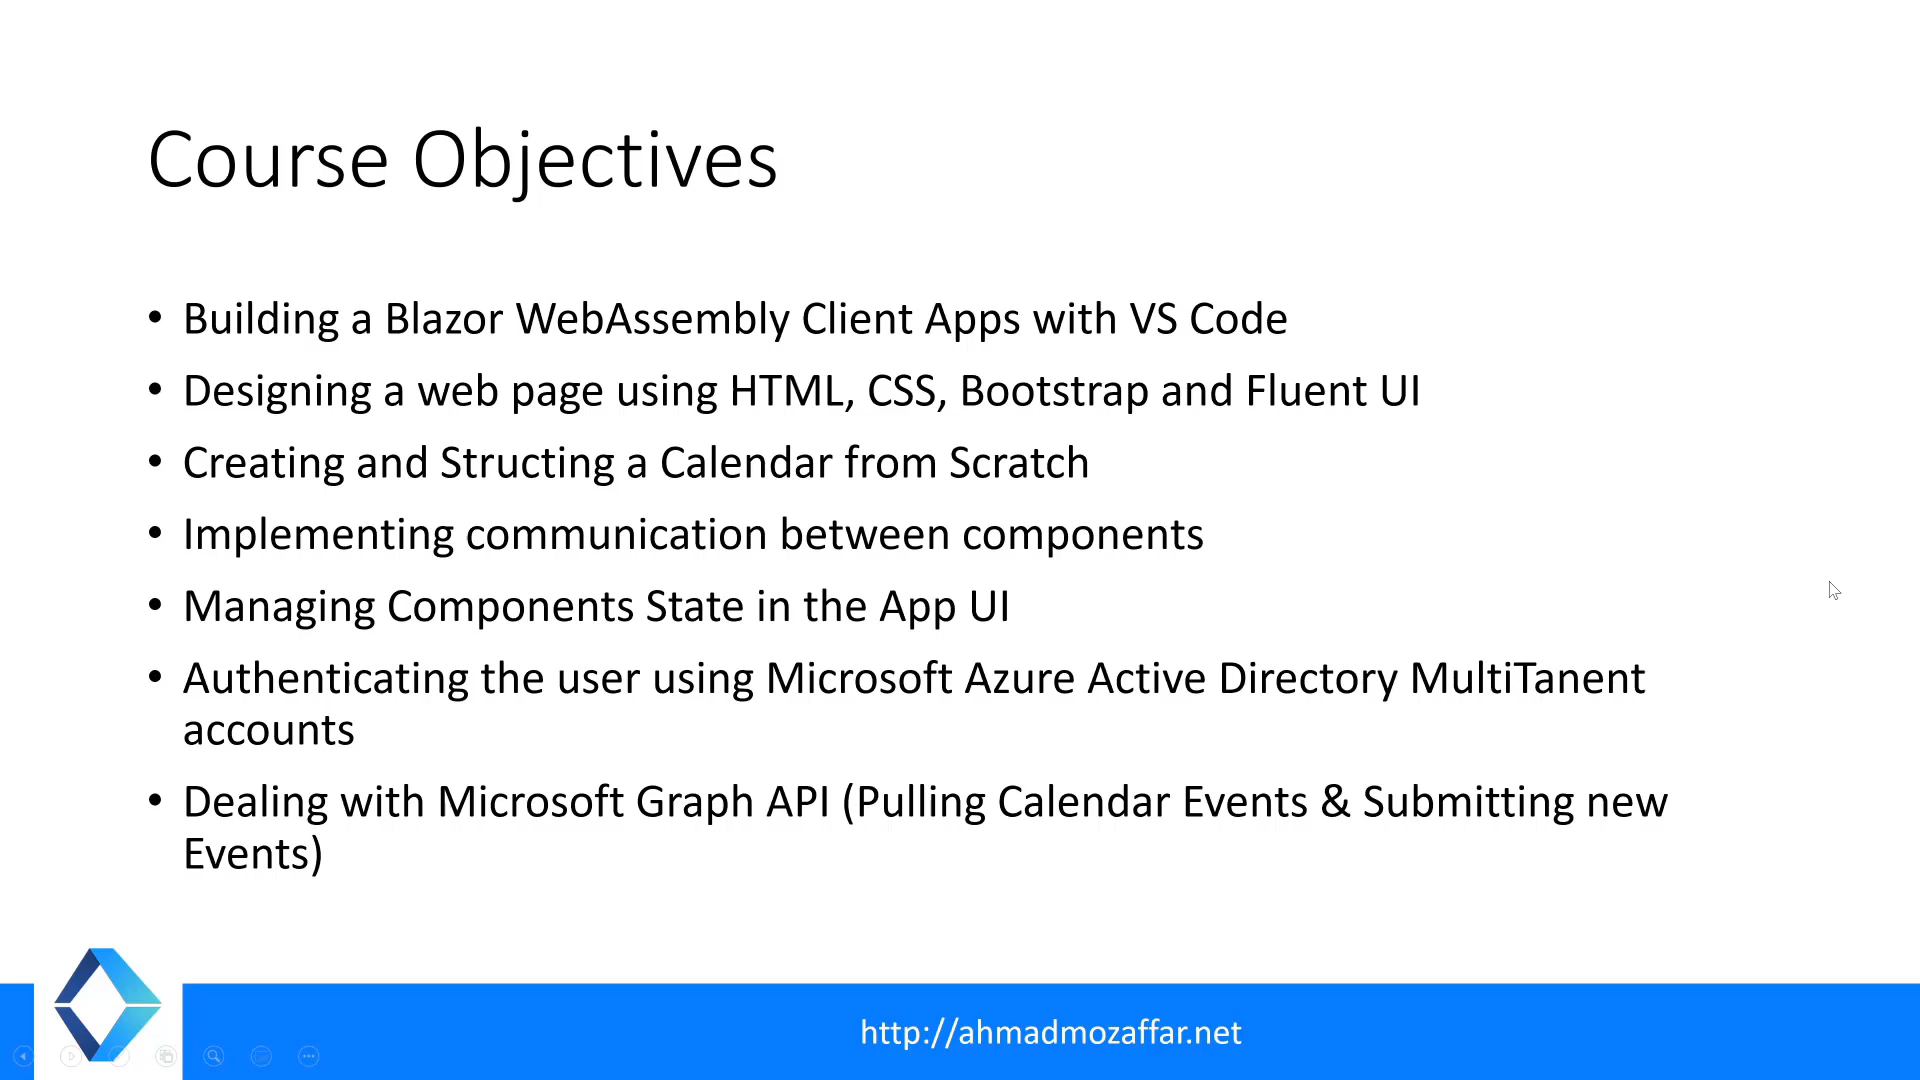 Course Objectives
• Building a Blazor WebAssembly Client Apps with VS Code
• Designing a web page using HTML, CSS, Bootstrap and Fluent UI
• Creating and Structing a Calendar from Scratch
• Implementing communication between components
• Managing Components State in the App UI
• Authenticating the user using Microsoft Azure Active Directory MultiTanent
accounts
• Dealing with Microsoft Graph API (Pulling Calendar Events & Submitting new
Events)
http://ahmadmozaffar.net